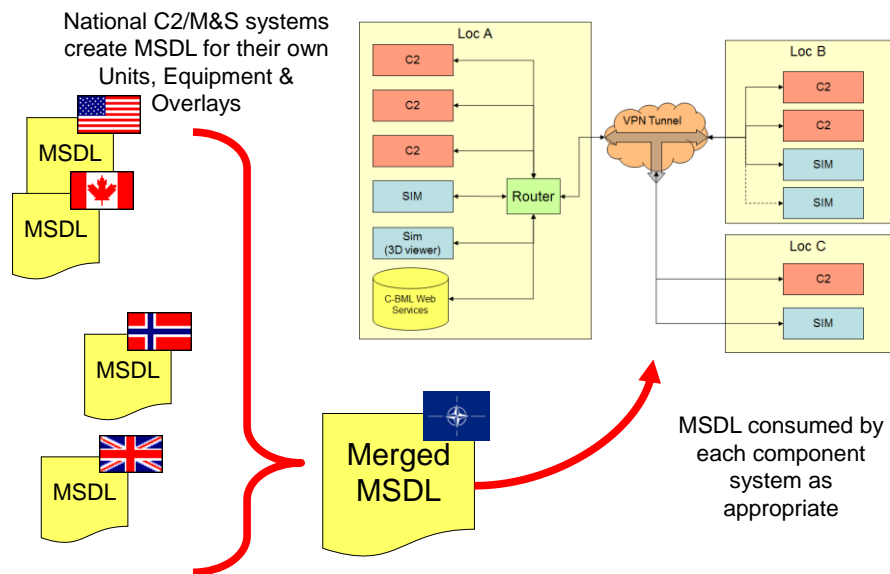 National C2/M&S systems
create MSDL for their own
Units, Equipment &
Overlays
MSDL
MSDL
MSDL
MSDL
Merged
MSDL
Loc A
C2
C2
C2
SIM
Sim
(3D viewer)
C-BML Web
Services
Router
VPN Tunnel
Loc B
C2
C2
SIM
SIM
Loc C
C2
SIM
MSDL consumed by
each component
system as
appropriate